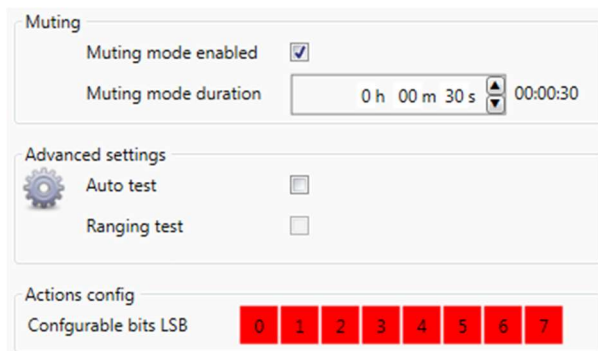 Muting
Muting mode enabled
Muting mode duration 0 h 00 m 30 s 00:00:30
Advanced settings
Auto test
Ranging test
Actions config
Confgurable bits LSB 0 1 2 3 4 5 6 7